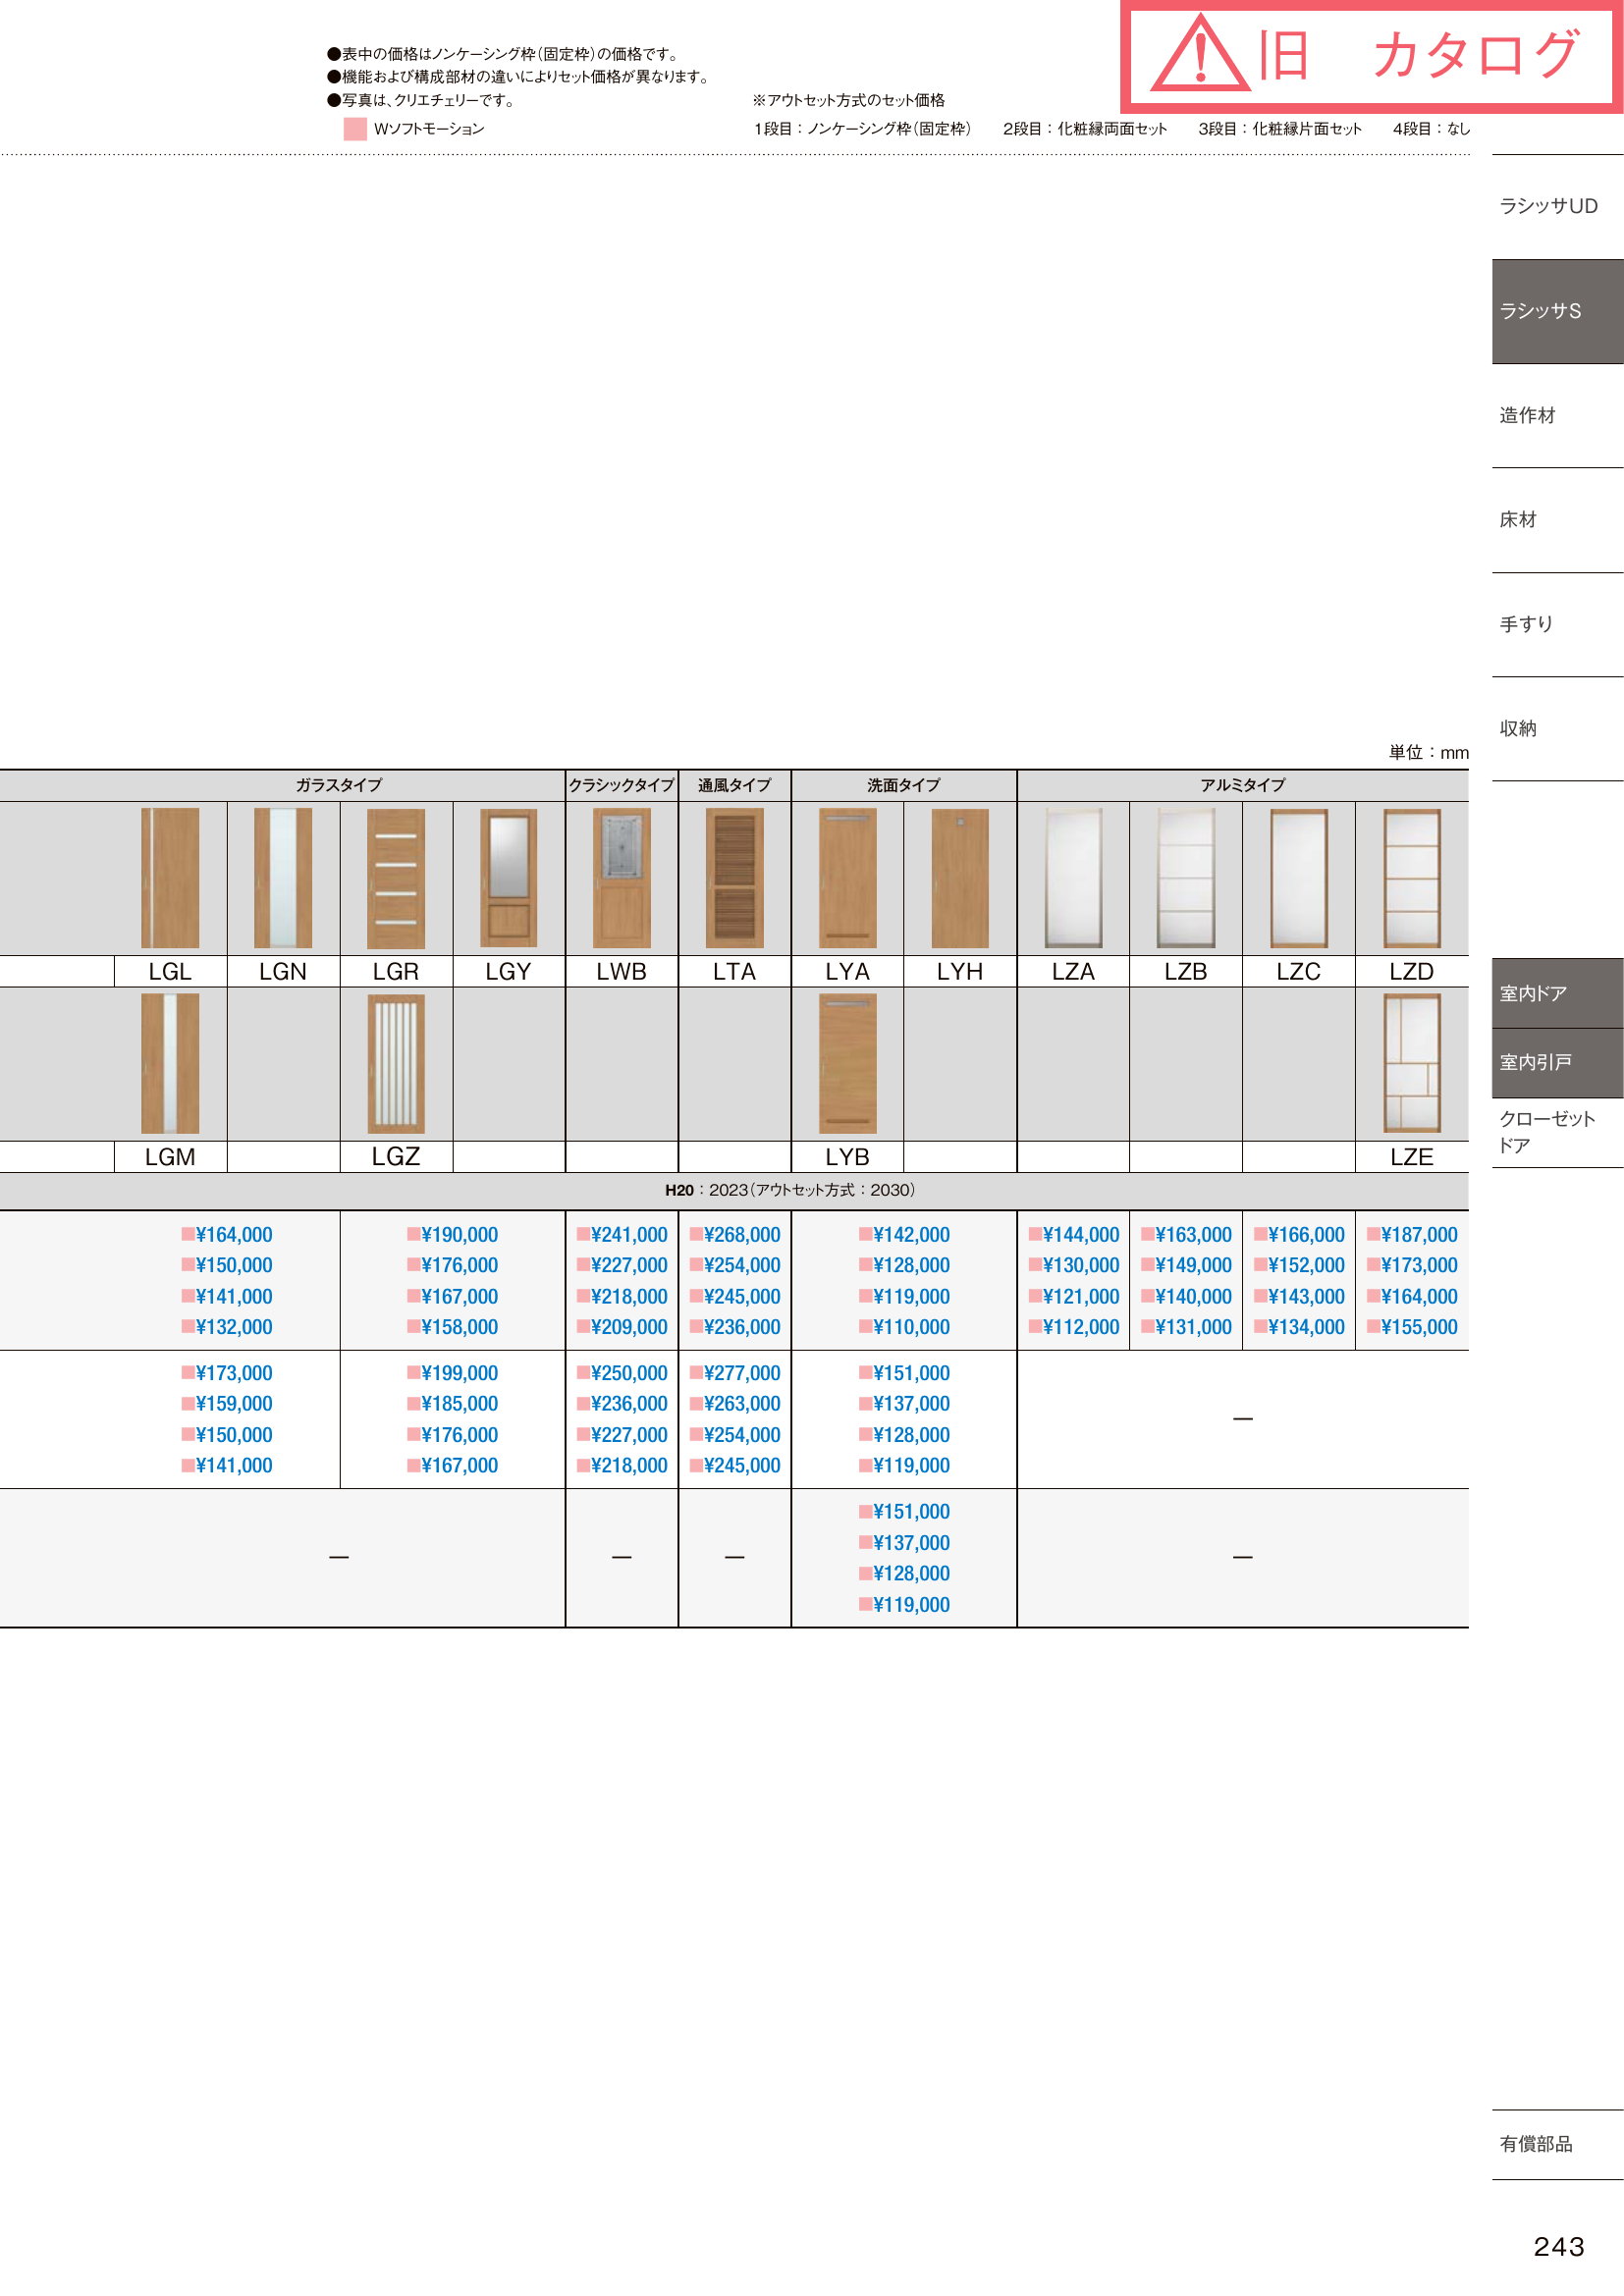 旧　カタログ
●表中の価格はノンケーシング枠（固定枠）の価格です。
●機能および構成部材の違いによりセット価格が異なります。
●写真は、クリエチェリーです。
Wソフトモーション
※アウトセット方式のセット価格
1段目：ノンケーシング枠（固定枠）　2段目：化粧縁両面セット　3段目：化粧縁片面セット　4段目：なし
ラシッサUD
ラシッサS
造作材
床材
手すり
収納
単位：mm
ガラスタイプ クラシックタイプ 通風タイプ 洗面タイプ アルミタイプ
LGL LGN LGR LGY LWB LTA LYA LYH LZA LZB LZC LZD
LGM LGZ LYB LZE
H20：2023（アウトセット方式：2030）
¥164,000 ¥190,000 ¥241,000 ¥268,000 ¥142,000 ¥144,000 ¥163,000 ¥166,000 ¥187,000
¥150,000 ¥176,000 ¥227,000 ¥254,000 ¥128,000 ¥130,000 ¥149,000 ¥152,000 ¥173,000
¥141,000 ¥167,000 ¥218,000 ¥245,000 ¥119,000 ¥121,000 ¥140,000 ¥143,000 ¥164,000
¥132,000 ¥158,000 ¥209,000 ¥236,000 ¥110,000 ¥112,000 ¥131,000 ¥134,000 ¥155,000
¥173,000 ¥199,000 ¥250,000 ¥277,000 ¥151,000
¥159,000 ¥185,000 ¥236,000 ¥263,000 ¥137,000 —
¥150,000 ¥176,000 ¥227,000 ¥254,000 ¥128,000
¥141,000 ¥167,000 ¥218,000 ¥245,000 ¥119,000
¥151,000
— — — ¥137,000 —
¥128,000
¥119,000
室内ドア
室内引戸
クローゼット
ドア
有償部品
243